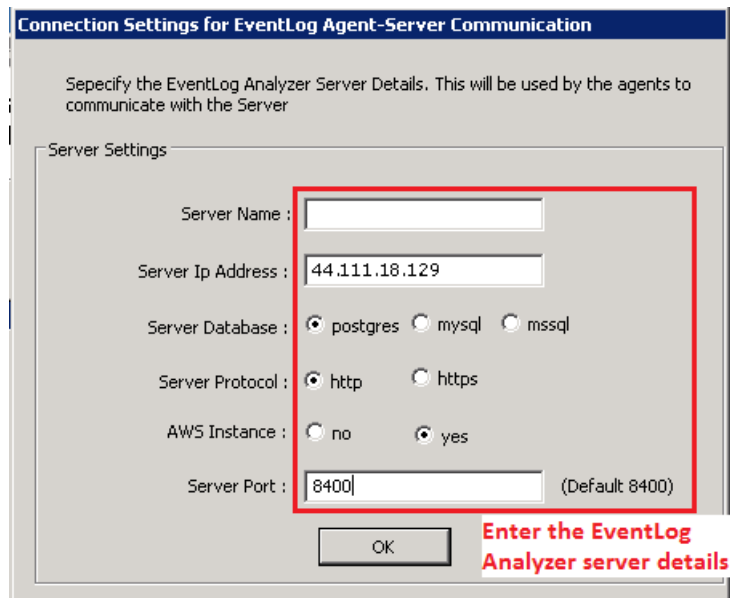 Connection Settings for EventLog Agent-Server Communication
Sepecify the EventLog Analyzer Server Details. This will be used by the agents to
communicate with the Server
Server Settings
Server Name :
Server Ip Address : 44.111.18.129
Server Database : postgres mysql mssql
Server Protocol : http https
AWS Instance : no yes
Server Port : 8400 (Default 8400)
OK
Enter the EventLog
Analyzer server details